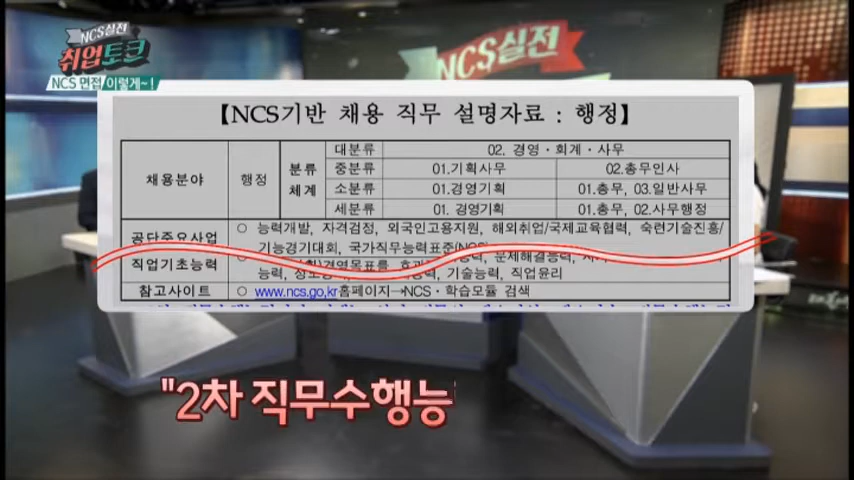 NCS실전
취업토크
NCS 면접 이렇게~!
NCS실전
【NCS기반 채용 직무 설명자료 : 행정】
채용분야 행정 분류체계
대분류 02. 경영・회계・사무
중분류 01.기획사무 02.총무인사
소분류 01.경영기획 01.총무, 03.일반사무
세분류 01. 경영기획 01.총무, 02.사무행정
공단주요사업 ○ 능력개발, 자격검정, 외국인고용지원, 해외취업/국제교육협력, 숙련기술진흥/
기능경기대회, 국가직무능력표준(NCS)
직업기초능력 경영목표를 문제해결능력,
능력, 기술능력, 직업윤리
참고사이트 ○ www.ncs.go.kr홈페이지→NCS・학습모듈 검색
"2차 직무수행능